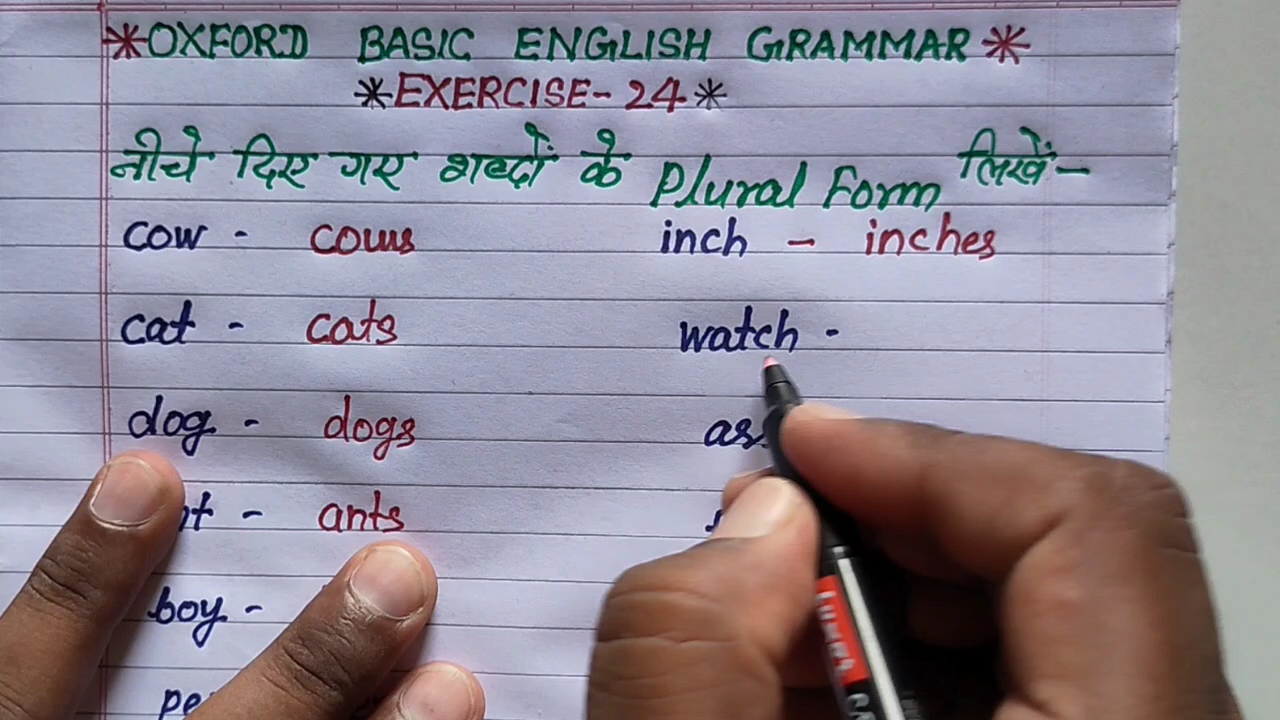 *OXFORD BASIC ENGLISH GRAMMAR*
*EXERCISE-24*
नीचे दिए गए शब्दों के Plural Form लिखें-
cow - cows
inch - inches
cat - cats
watch -
dog - dogs
- ants
boy -